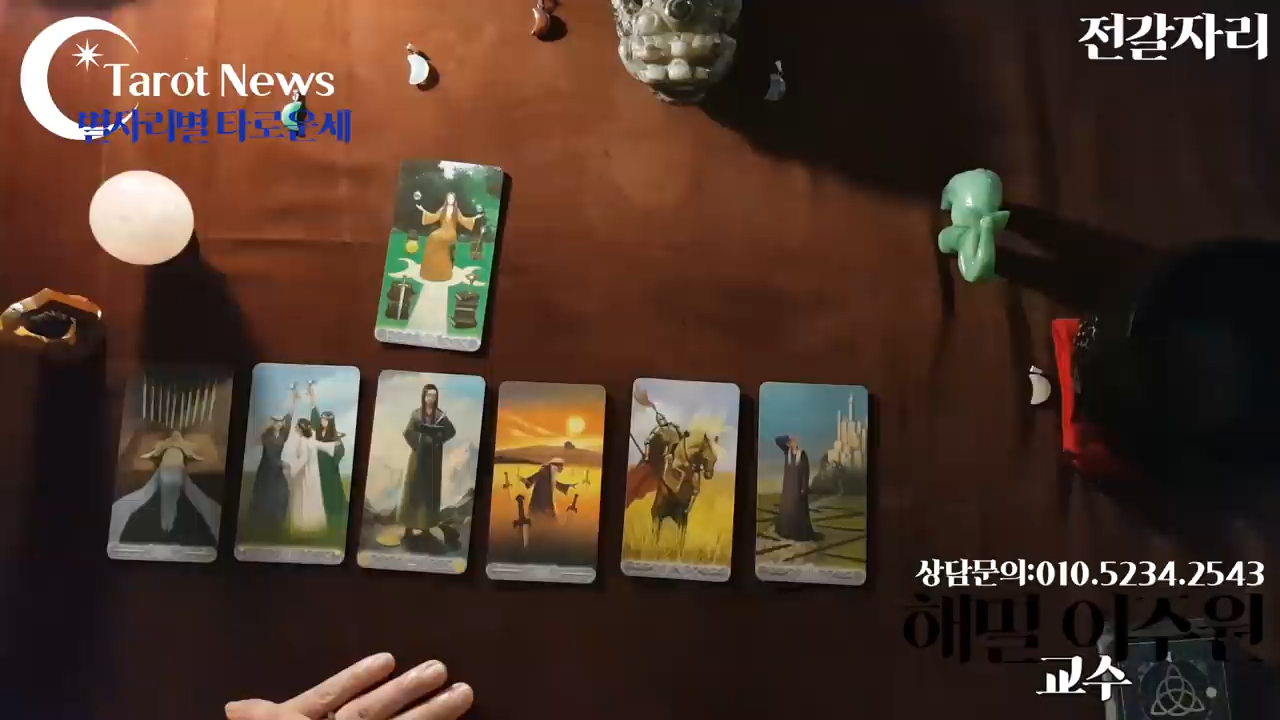 Tarot News
별자리별 타로운세
전갈자리
상담문의:010.5234.2543
해밀 이주원
교수